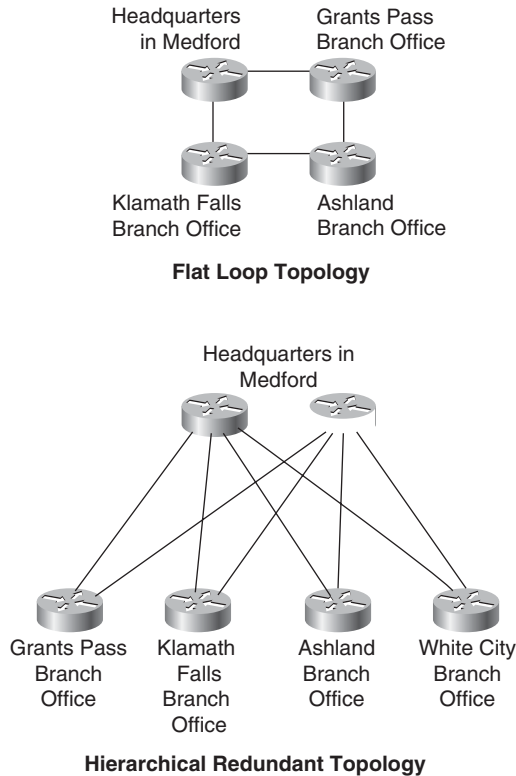 Headquarters
in Medford
Grants Pass
Branch Office
Klamath Falls
Branch Office
Ashland
Branch Office
Flat Loop Topology
Headquarters in
Medford
Grants Pass
Branch
Office
Klamath
Falls
Branch
Office
Ashland
Branch
Office
White City
Branch
Office
Hierarchical Redundant Topology